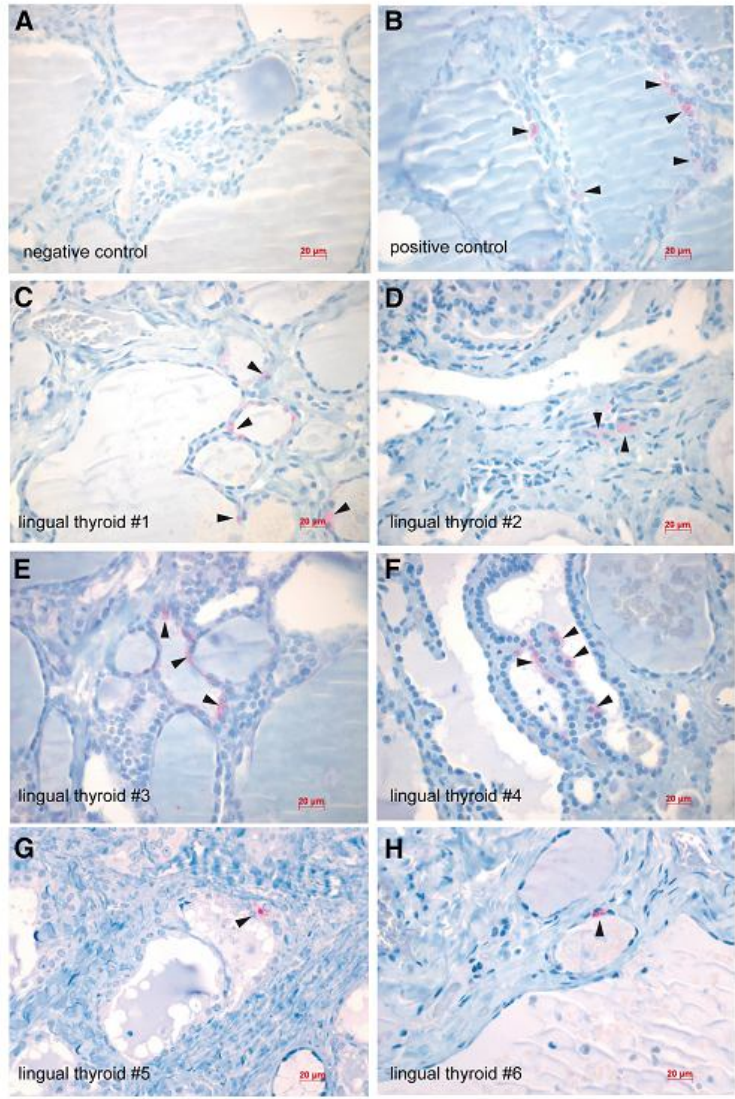 A
negative control
20 µm
B
positive control
20 µm
C
lingual thyroid #1
20 µm
D
lingual thyroid #2
20 µm
E
lingual thyroid #3
20 µm
F
lingual thyroid #4
20 µm
G
lingual thyroid #5
20 µm
H
lingual thyroid #6
20 µm